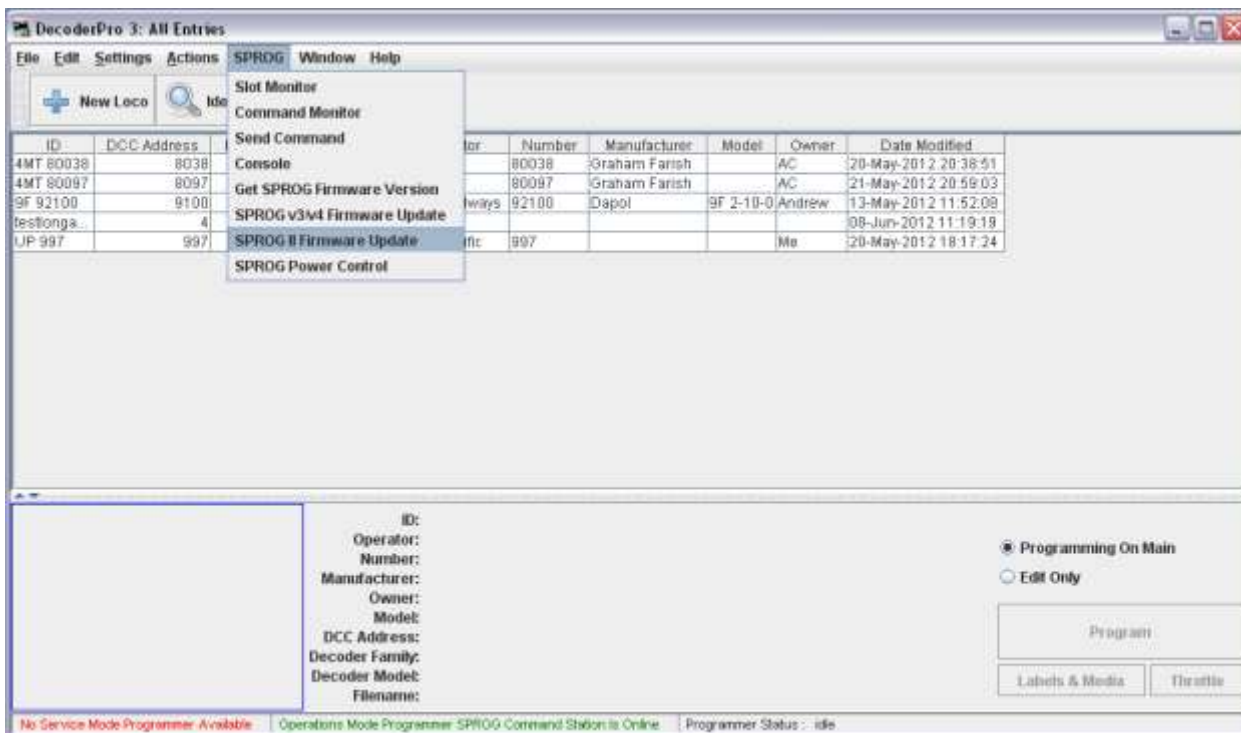 DecoderPro 3: All Entries
File Edit Settings Actions SPROG Window Help
New Loco Ide
Slot Monitor
Command Monitor
Send Command
Console
Get SPROG Firmware Version
SPROG v3/v4 Firmware Update
SPROG II Firmware Update
SPROG Power Control
ID DCC Address tor Number Manufacturer Model Owner Date Modified
4MT 80038 8038 80038 Graham Farish AC 20-May-2012 20:38:51
4MT 80097 8097 80097 Graham Farish AC 21-May-2012 20:59:03
9F 92100 9100 lways 92100 Dapol 9F 2-10-0 Andrew 13-May-2012 11:52:08
testlonga... 4 08-Jun-2012 11:19:19
UP 997 997 ific 997 Me 20-May-2012 18:17:24
ID:
Operator:
Number:
Manufacturer:
Owner:
Model:
DCC Address:
Decoder Family:
Decoder Model:
Filename:
Programming On Main
Edit Only
Program
Labels & Media Throttle
No Service Mode Programmer Available Operations Mode Programmer SPROG Command Station Is Online Programmer Status : idle